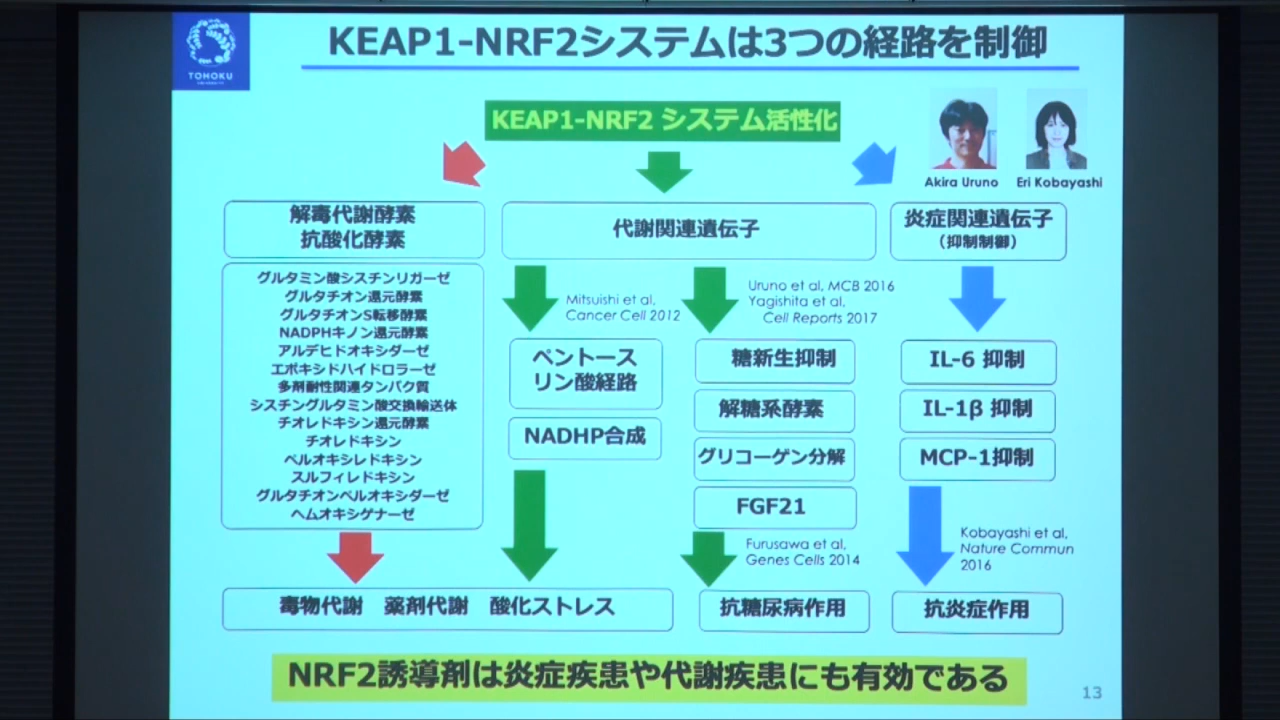 TOHOKU
KEAP1-NRF2システムは3つの経路を制御
KEAP1-NRF2 システム活性化
Akira Uruno
Eri Kobayashi
解毒代謝酵素
抗酸化酵素
代謝関連遺伝子
炎症関連遺伝子
（抑制制御）
グルタミン酸シスチンリガーゼ
グルタチオン還元酵素
グルタチオンS転移酵素
NADPHキノン還元酵素
アルデヒドオキシダーゼ
エポキシドハイドロラーゼ
多剤耐性関連タンパク質
シスチングルタミン酸交換輸送体
チオレドキシン還元酵素
チオレドキシン
ペルオキシレドキシン
スルフィレドキシン
グルタチオンペルオキシダーゼ
ヘムオキシゲナーゼ
Mitsuishi et al,
Cancer Cell 2012
ペントース
リン酸経路
NADHP合成
Uruno et al, MCB 2016
Yagishita et al,
Cell Reports 2017
糖新生抑制
解糖系酵素
グリコーゲン分解
FGF21
Furusawa et al,
Genes Cells 2014
IL-6 抑制
IL-1β 抑制
MCP-1抑制
Kobayashi et al,
Nature Commun
2016
毒物代謝　薬剤代謝　酸化ストレス
抗糖尿病作用
抗炎症作用
NRF2誘導剤は炎症疾患や代謝疾患にも有効である
13